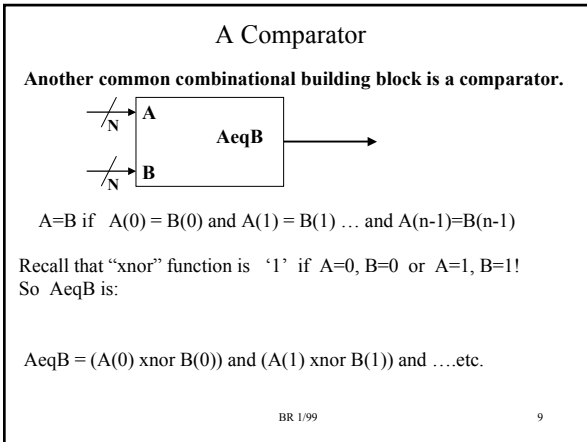 A Comparator
Another common combinational building block is a comparator.
A
N
AeqB
B
N
A=B if A(0) = B(0) and A(1) = B(1) … and A(n-1)=B(n-1)
Recall that “xnor” function is ‘1’ if A=0, B=0 or A=1, B=1!
So AeqB is:
AeqB = (A(0) xnor B(0)) and (A(1) xnor B(1)) and ….etc.
BR 1/99 9